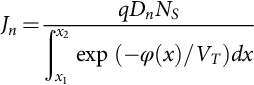 J_n = \frac{qD_nN_S}{\int_{x_1}^{x_2} \exp(-\varphi(x)/V_T)dx}